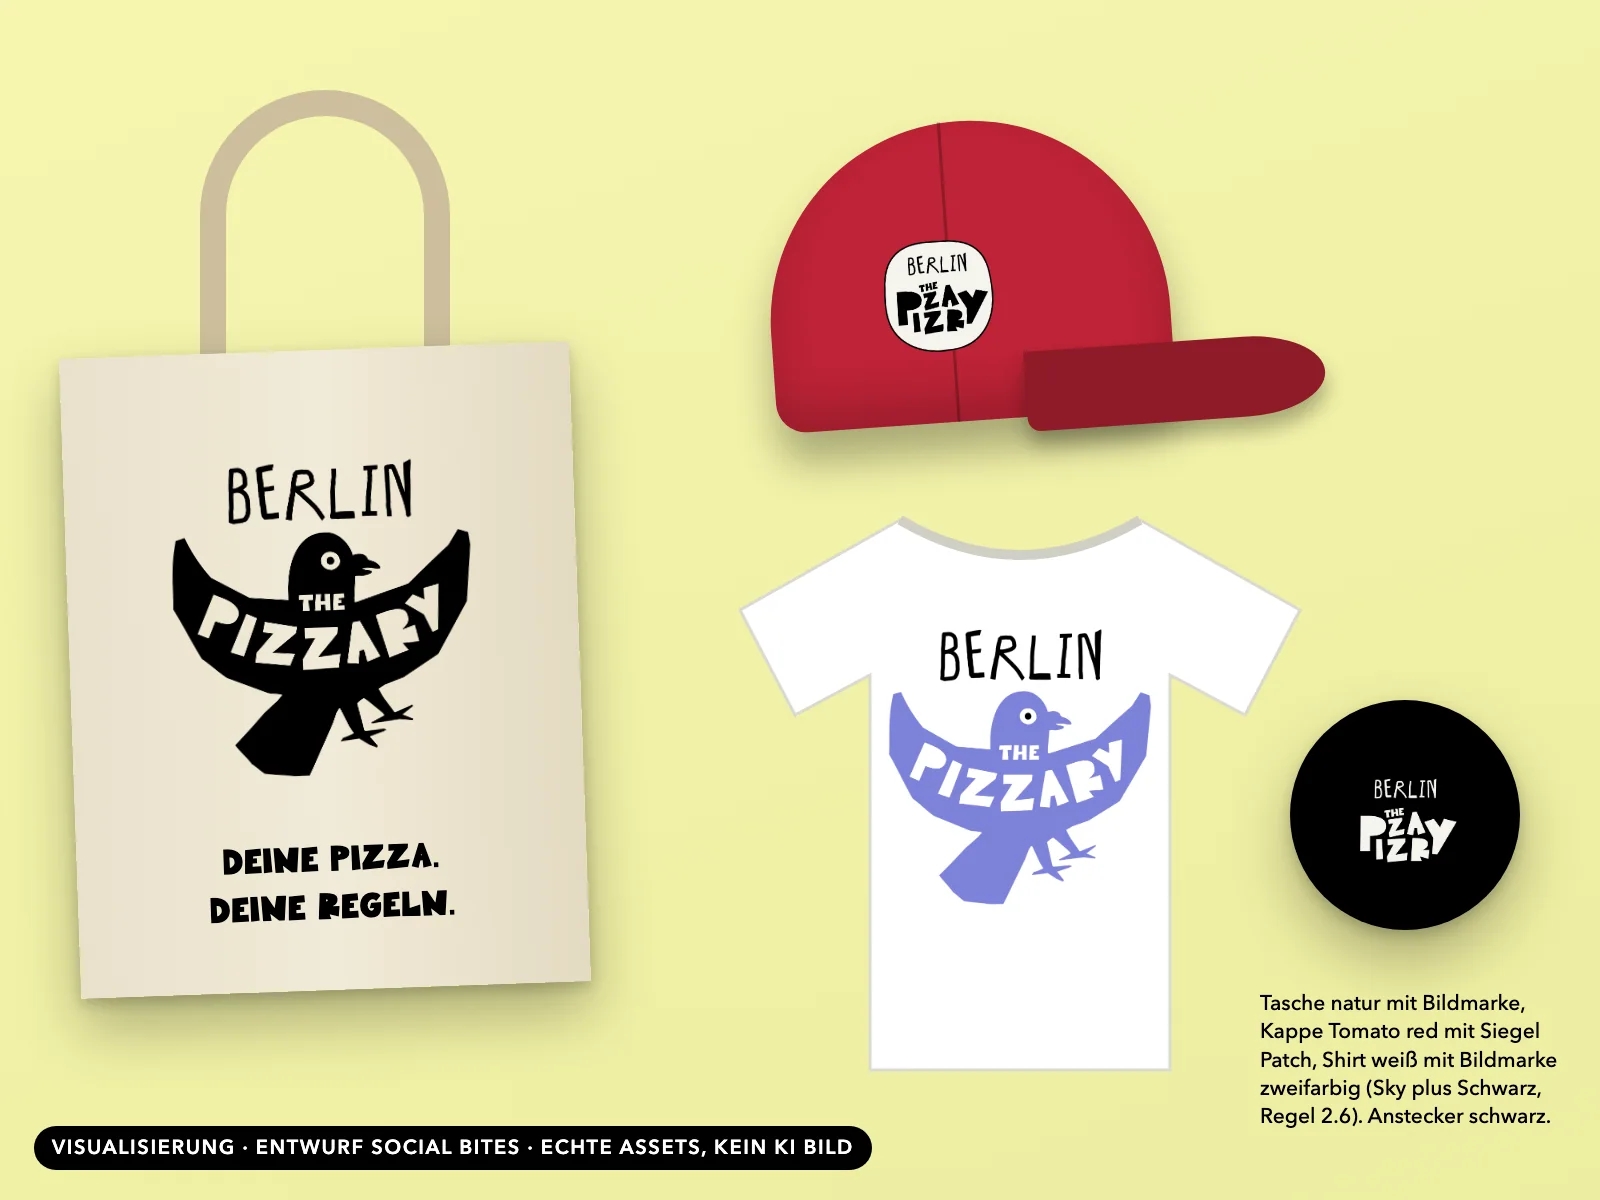 BERLIN
THE
PIZZARY
DEINE PIZZA.
DEINE REGELN.
BERLIN
THE
PIZZARY
BERLIN
THE
PIZZARY
BERLIN
THE
PIZZARY
Tasche natur mit Bildmarke,
Kappe Tomato red mit Siegel
Patch, Shirt weiß mit Bildmarke
zweifarbig (Sky plus Schwarz,
Regel 2.6). Anstecker schwarz.
VISUALISIERUNG · ENTWURF SOCIAL BITES · ECHTE ASSETS, KEIN KI BILD